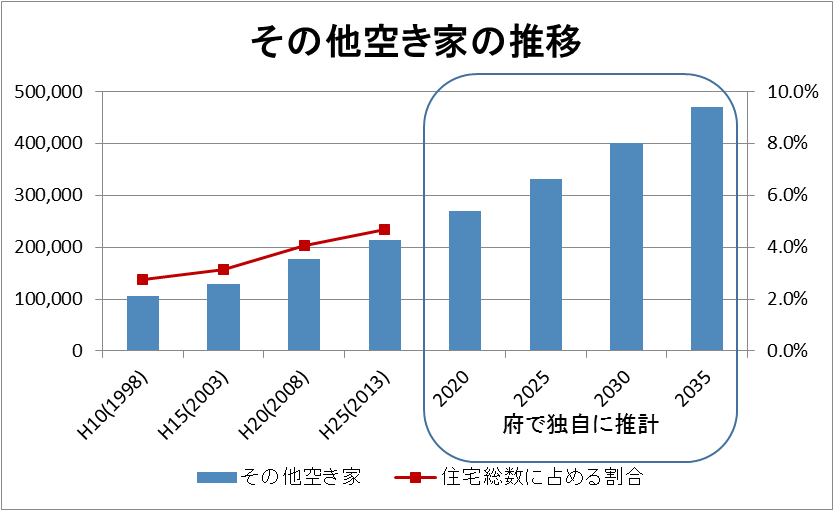 その他空き家の推移
500,000
400,000
300,000
200,000
100,000
0
10.0%
8.0%
6.0%
4.0%
2.0%
0.0%
H10(1998)
H15(2003)
H20(2008)
H25(2013)
2020
2025
2030
2035
府で独自に推計
その他空き家
住宅総数に占める割合